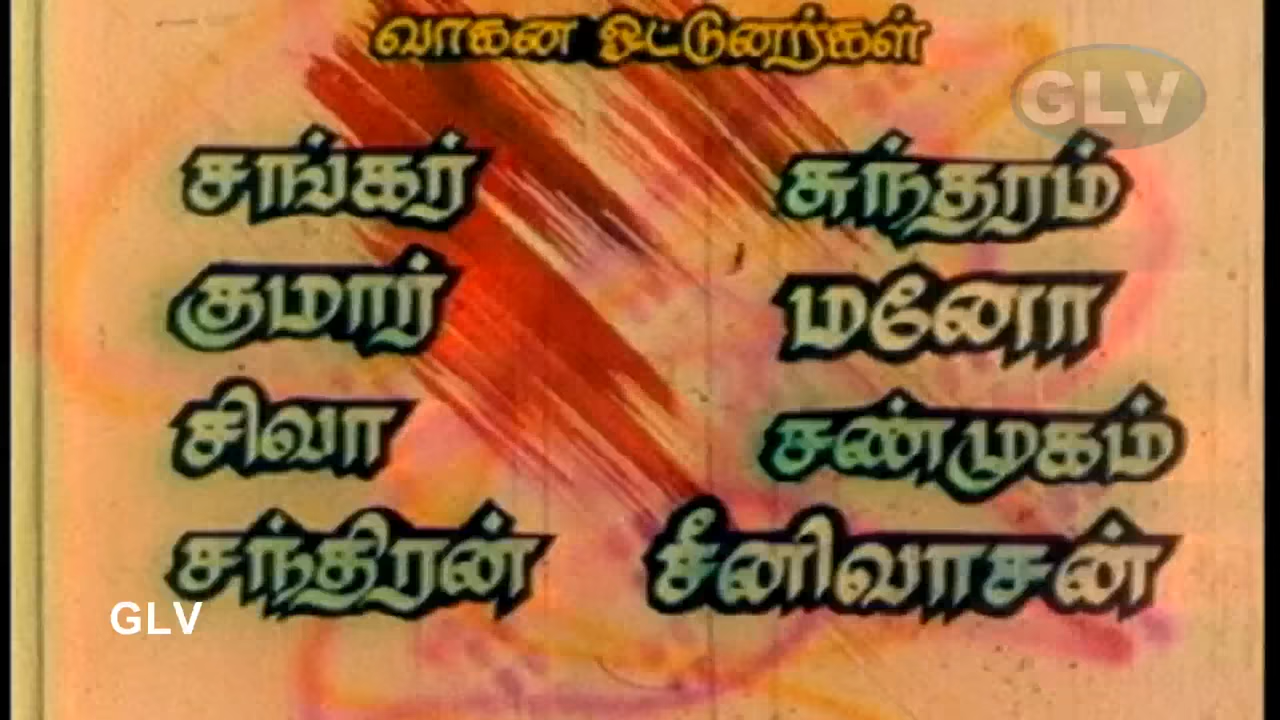 வாகன ஓட்டுனர்கள்
GLV
சாங்கர் சுந்தரம்
குமார் மனோ
சிவா சண்முகம்
சந்திரன் சீனிவாசன்
GLV